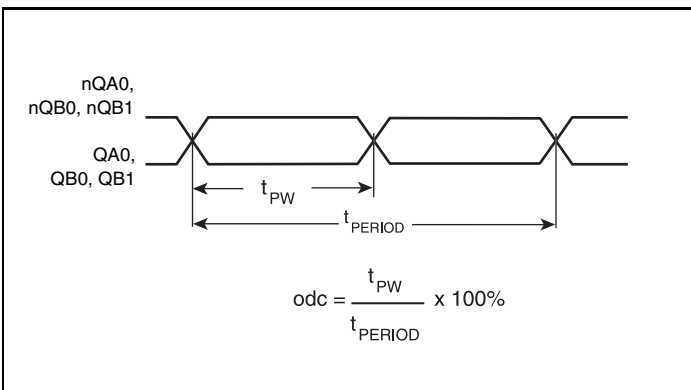 nQA0,
nQB0, nQB1
QA0,
QB0, QB1
tPW
tPERIOD
odc = tPW / tPERIOD x 100%